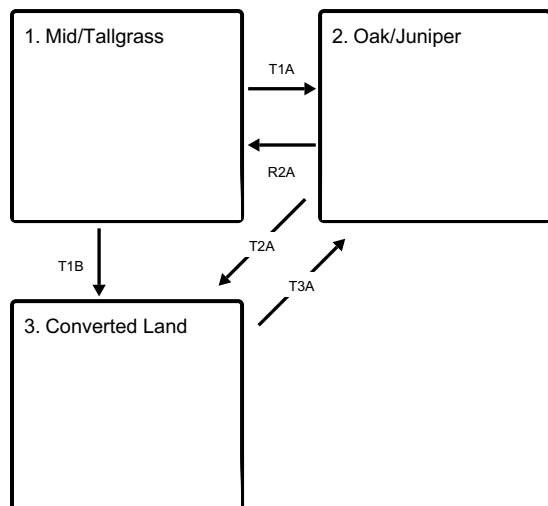 1. Mid/Tallgrass
2. Oak/Juniper
T1A
R2A
T2A
T1B
T3A
3. Converted Land